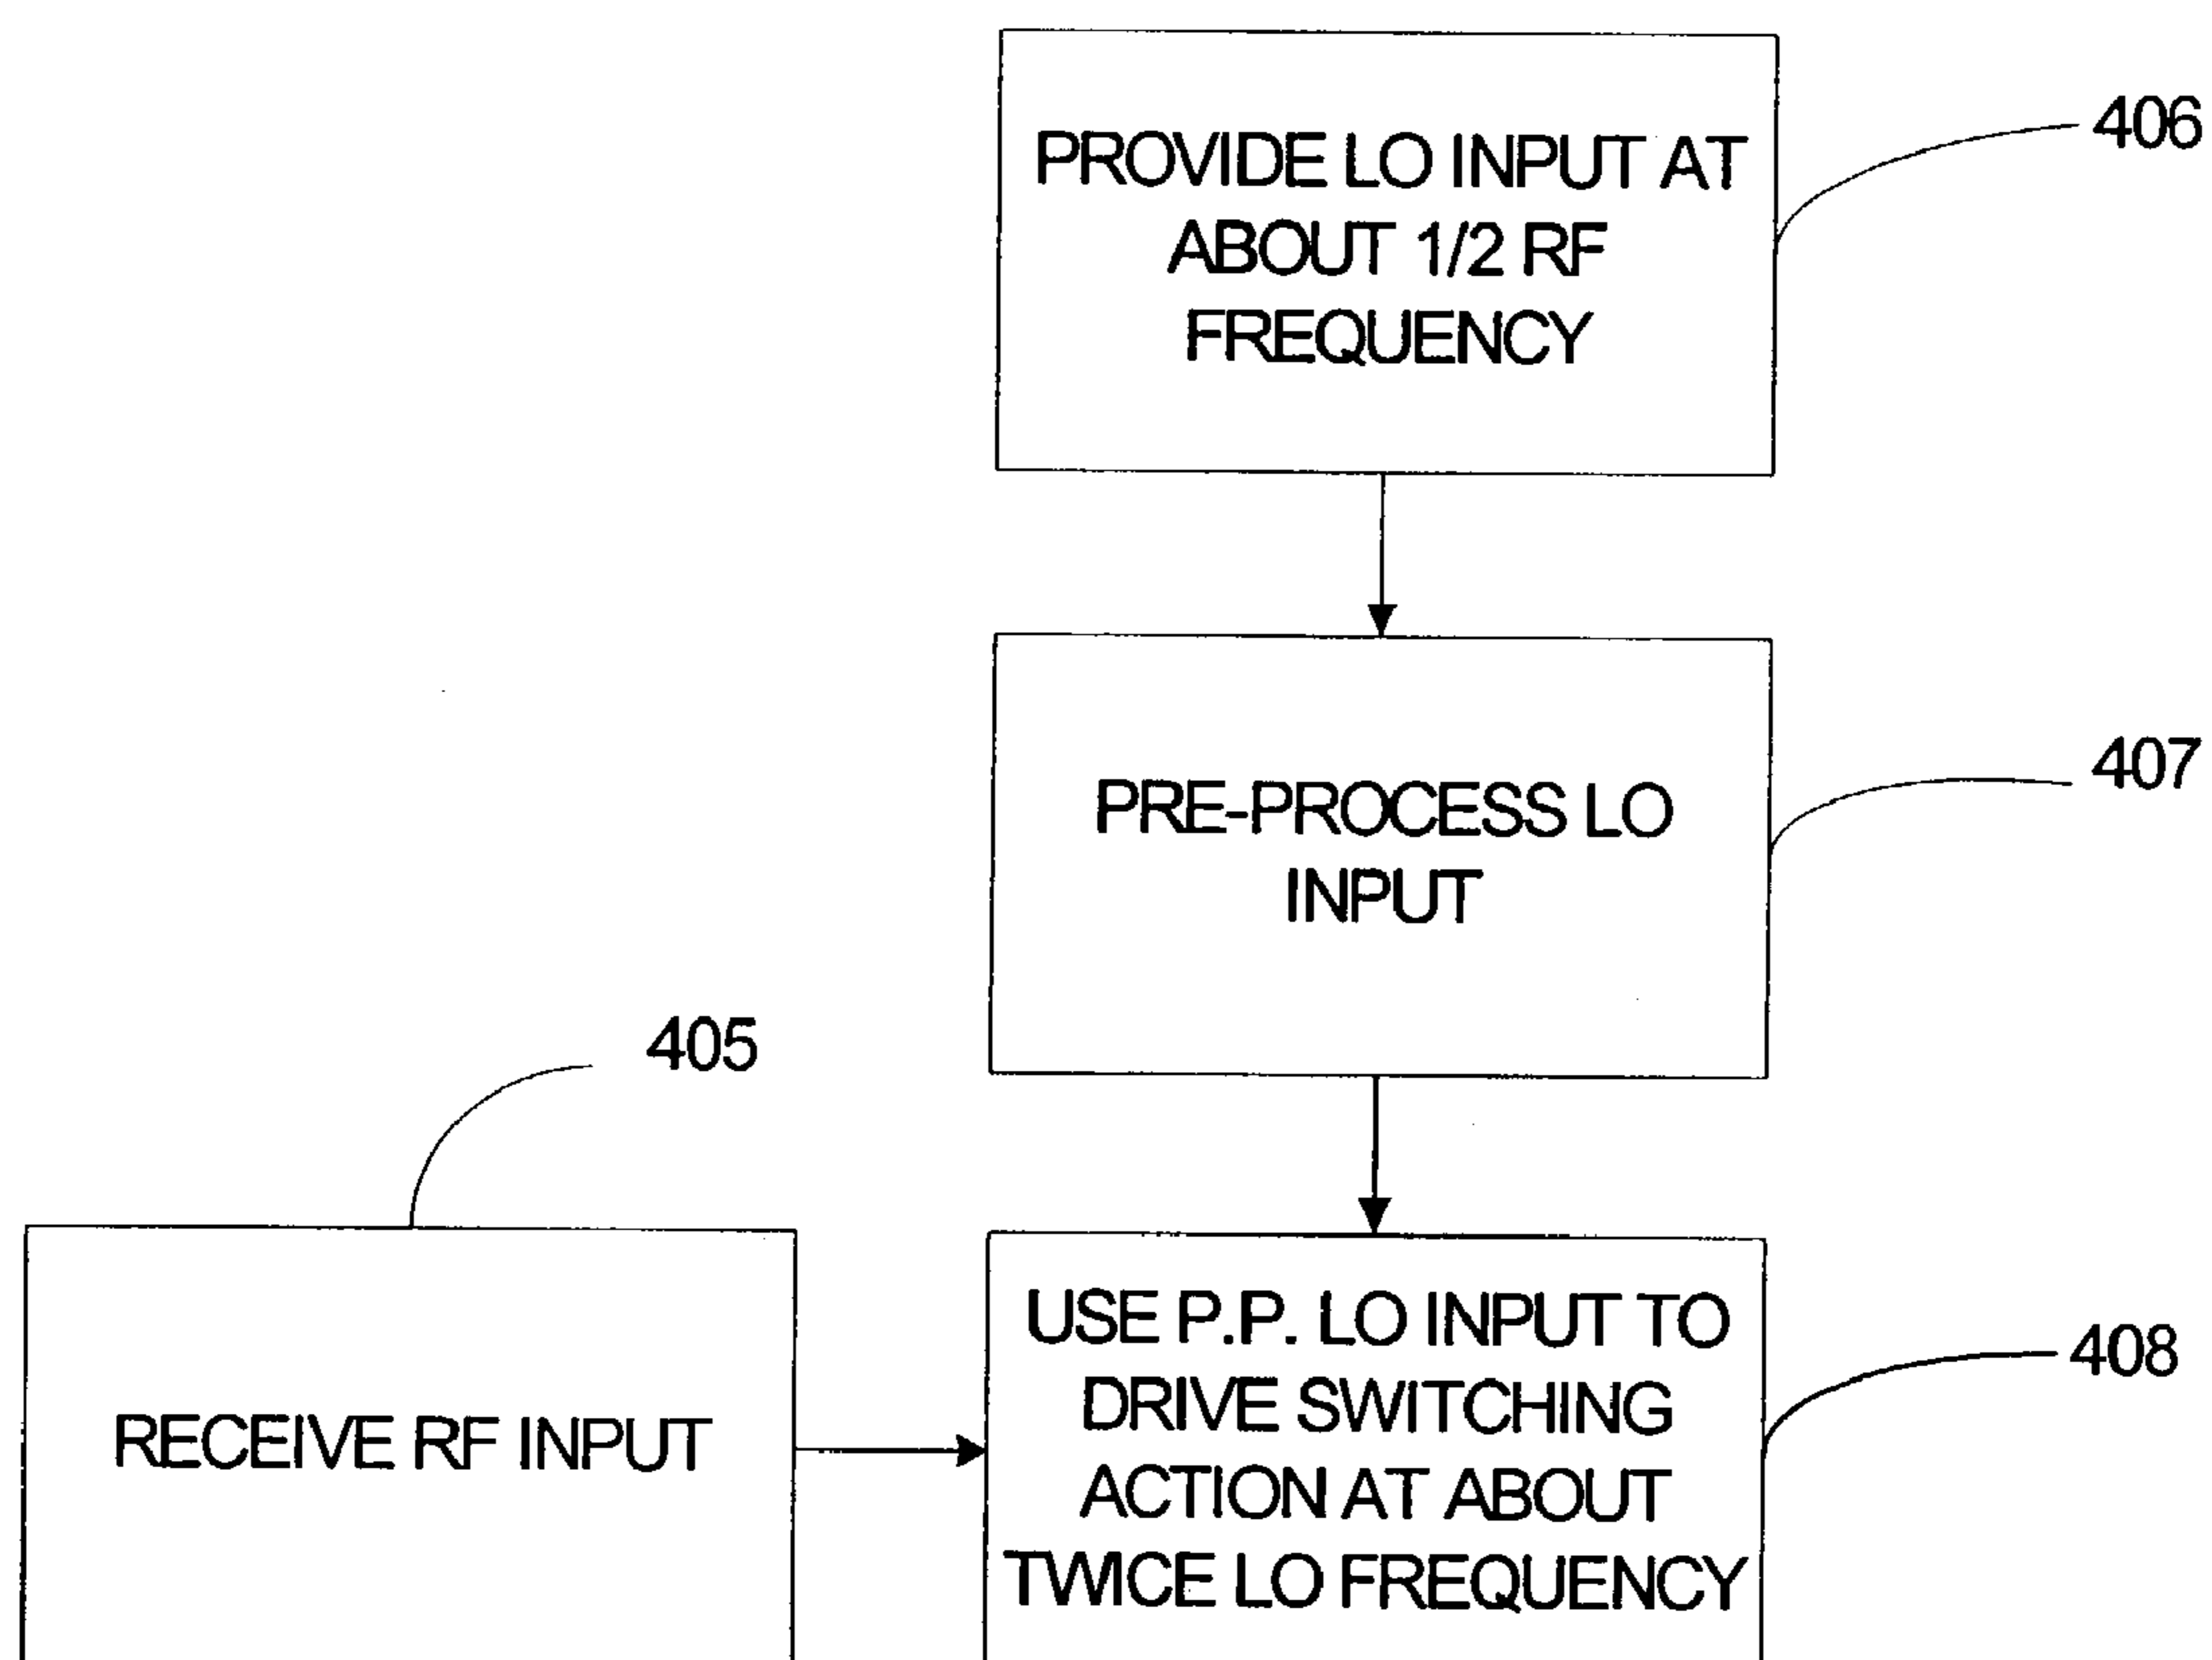 PROVIDE LO INPUT AT
ABOUT 1/2 RF
FREQUENCY
406
PRE-PROCESS LO
INPUT
407
405
RECEIVE RF INPUT
USE P.P. LO INPUT TO
DRIVE SWITCHING
ACTION AT ABOUT
TWICE LO FREQUENCY
408